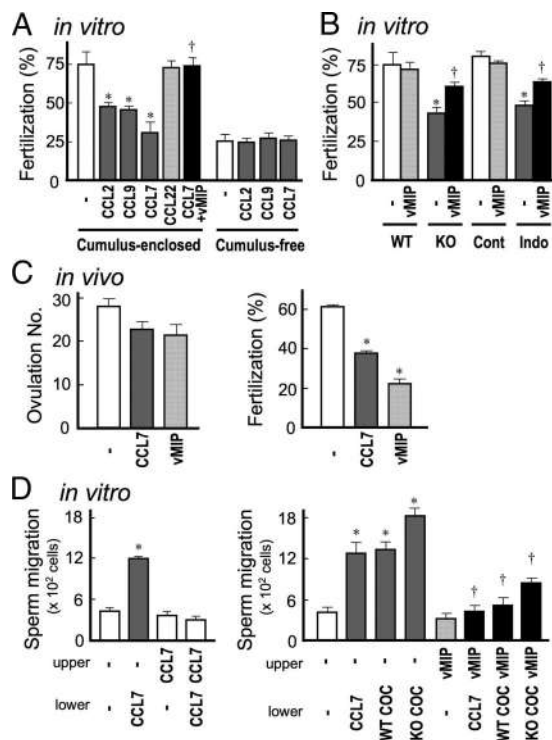 A in vitro
Fertilization (%)
100
75
50
25
0
- CCL2 CCL9 CCL7 CCL22 CCL7 +vMIP - CCL2 CCL9 CCL7
Cumulus-enclosed Cumulus-free
* * * †
B in vitro
Fertilization (%)
100
75
50
25
0
- vMIP - vMIP - vMIP - vMIP
WT KO Cont Indo
* † * †
C in vivo
Ovulation No.
30
20
10
0
- CCL7 vMIP
Fertilization (%)
60
40
20
0
- CCL7 vMIP
* *
D in vitro
Sperm migration
(x 10² cells)
18
12
6
0
*
upper - - CCL7 CCL7
lower - CCL7 - CCL7
Sperm migration
(x 10² cells)
18
12
6
0
* * * † † †
upper - - - - vMIP vMIP vMIP vMIP
lower - CCL7 WT COC KO COC - CCL7 WT COC KO COC